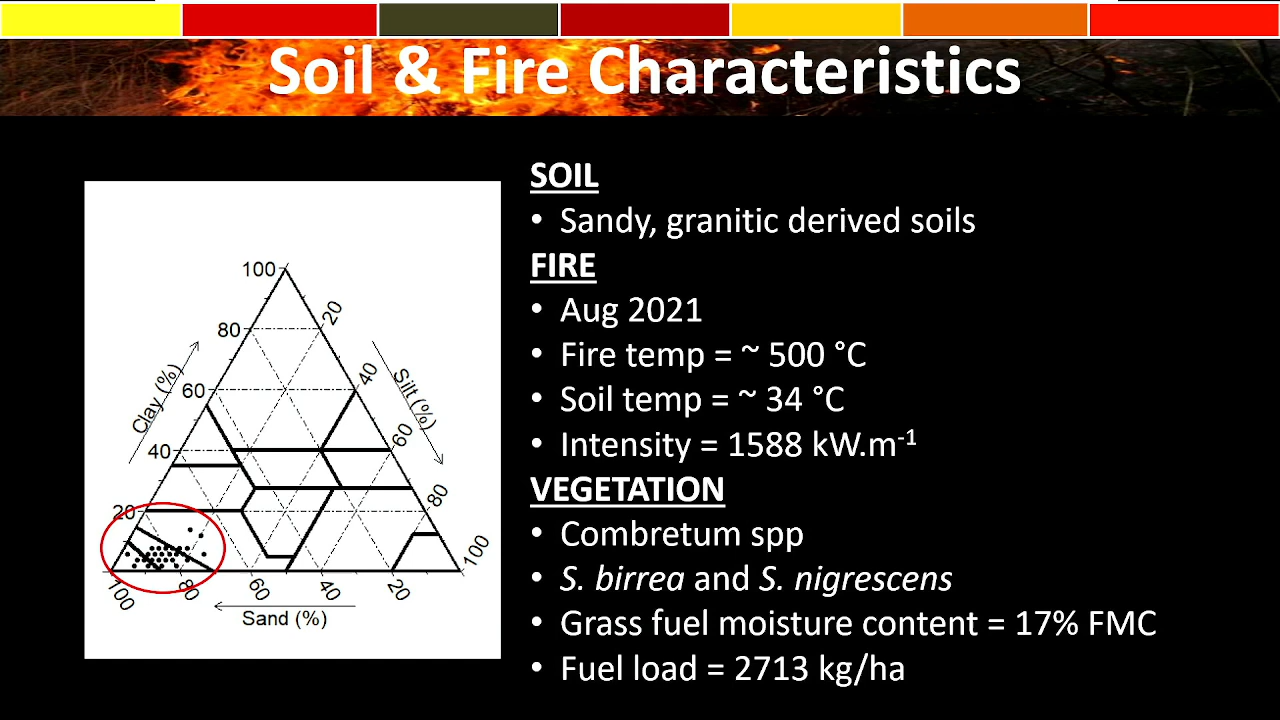 Soil & Fire Characteristics
SOIL
• Sandy, granitic derived soils
FIRE
• Aug 2021
• Fire temp = ~ 500 °C
• Soil temp = ~ 34 °C
• Intensity = 1588 kW.m-1
VEGETATION
• Combretum spp
• S. birrea and S. nigrescens
• Grass fuel moisture content = 17% FMC
• Fuel load = 2713 kg/ha
100
80
60
40
20
Clay (%)
20
40
60
80
100
Silt (%)
100
80
60
40
20
Sand (%)